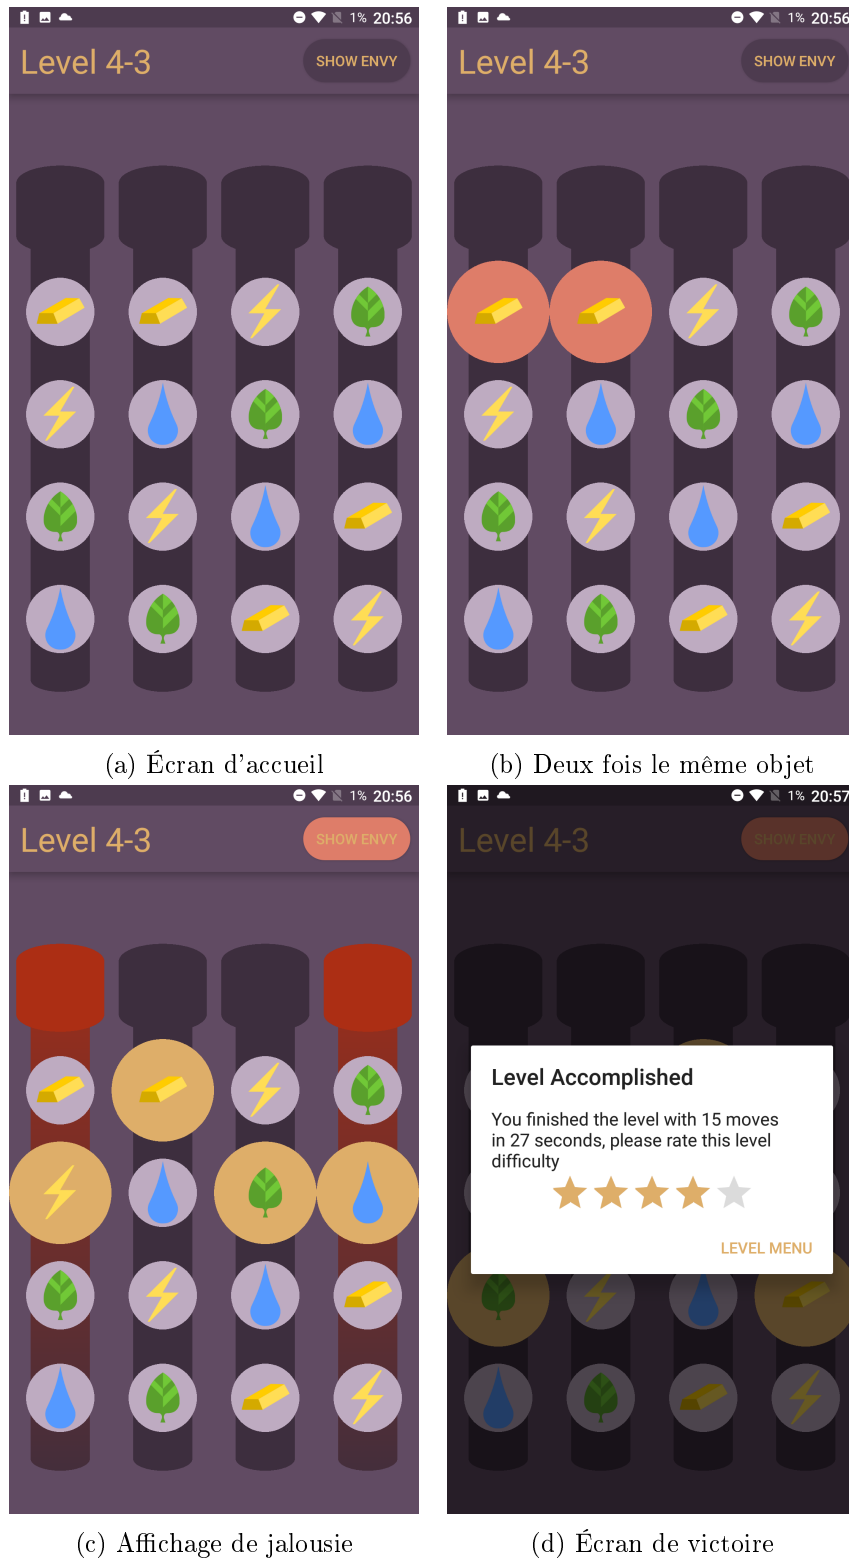 1% 20:56
Level 4-3 SHOW ENVY
1% 20:56
Level 4-3 SHOW ENVY
(a) Écran d'accueil
(b) Deux fois le même objet
1% 20:56
Level 4-3 SHOW ENVY
1% 20:57
Level 4-3 SHOW ENVY
Level Accomplished
You finished the level with 15 moves
in 27 seconds, please rate this level
difficulty
LEVEL MENU
(c) Affichage de jalousie
(d) Écran de victoire